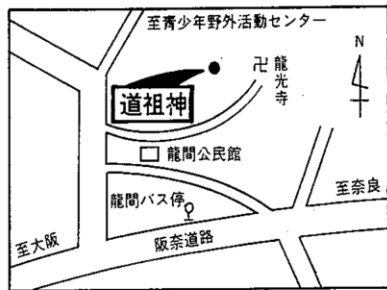 至青少年野外活動センター
N
卍
龍光寺
道祖神
龍間公民館
龍間バス停
至奈良
至大阪
阪奈道路